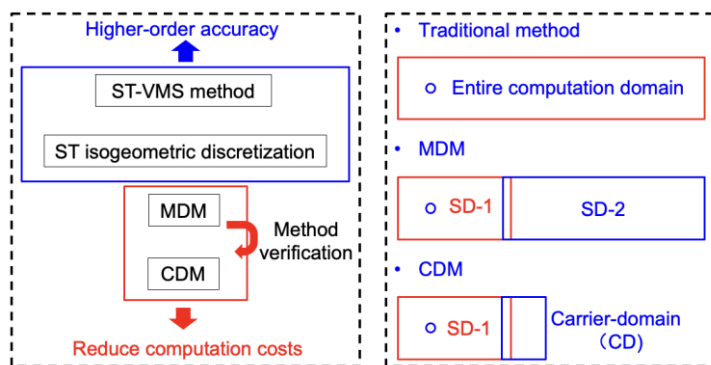 Higher-order accuracy
ST-VMS method
ST isogeometric discretization
MDM
Method
verification
CDM
Reduce computation costs
• Traditional method
Entire computation domain
• MDM
SD-1
SD-2
• CDM
SD-1
Carrier-domain
（CD）